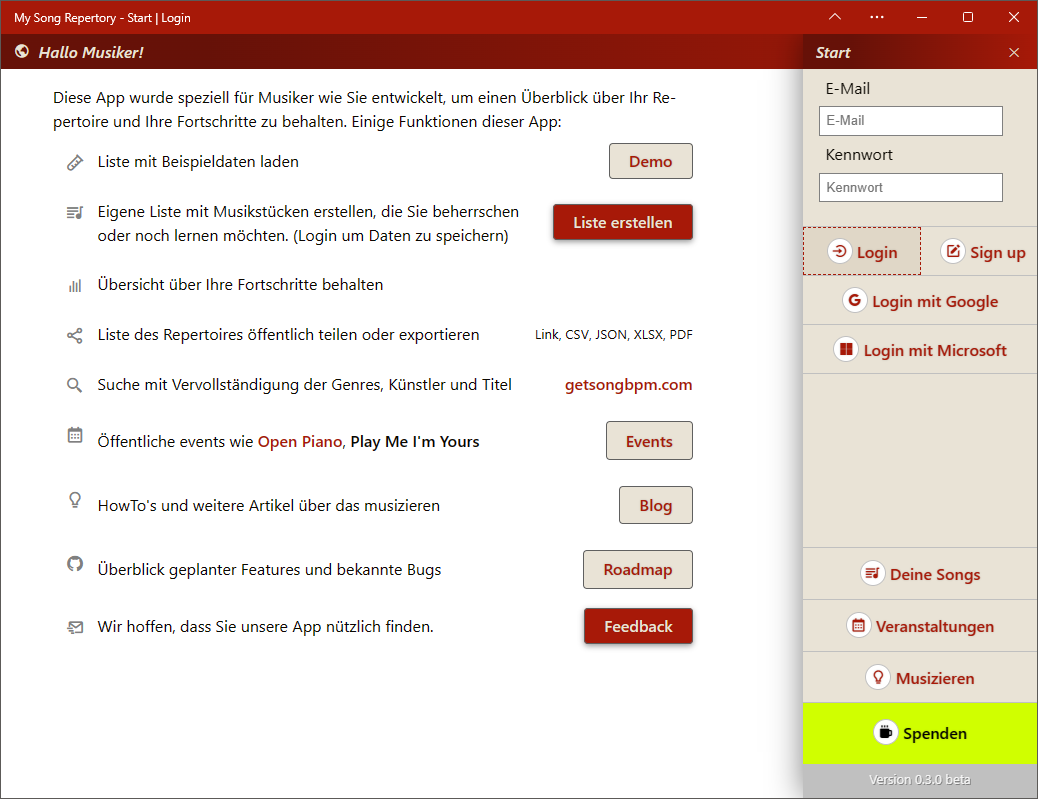 My Song Repertory - Start | Login
Hallo Musiker!
Diese App wurde speziell für Musiker wie Sie entwickelt, um einen Überblick über Ihr Re-
pertoire und Ihre Fortschritte zu behalten. Einige Funktionen dieser App:
Liste mit Beispieldaten laden
Demo
Eigene Liste mit Musikstücken erstellen, die Sie beherrschen
oder noch lernen möchten. (Login um Daten zu speichern)
Liste erstellen
Übersicht über Ihre Fortschritte behalten
Liste des Repertoires öffentlich teilen oder exportieren
Link, CSV, JSON, XLSX, PDF
Suche mit Vervollständigung der Genres, Künstler und Titel
getsongbpm.com
Öffentliche events wie Open Piano, Play Me I'm Yours
Events
HowTo's und weitere Artikel über das musizieren
Blog
Überblick geplanter Features und bekannte Bugs
Roadmap
Wir hoffen, dass Sie unsere App nützlich finden.
Feedback
Start
E-Mail
E-Mail
Kennwort
Kennwort
Login
Sign up
Login mit Google
Login mit Microsoft
Deine Songs
Veranstaltungen
Musizieren
Spenden
Version 0.3.0 beta